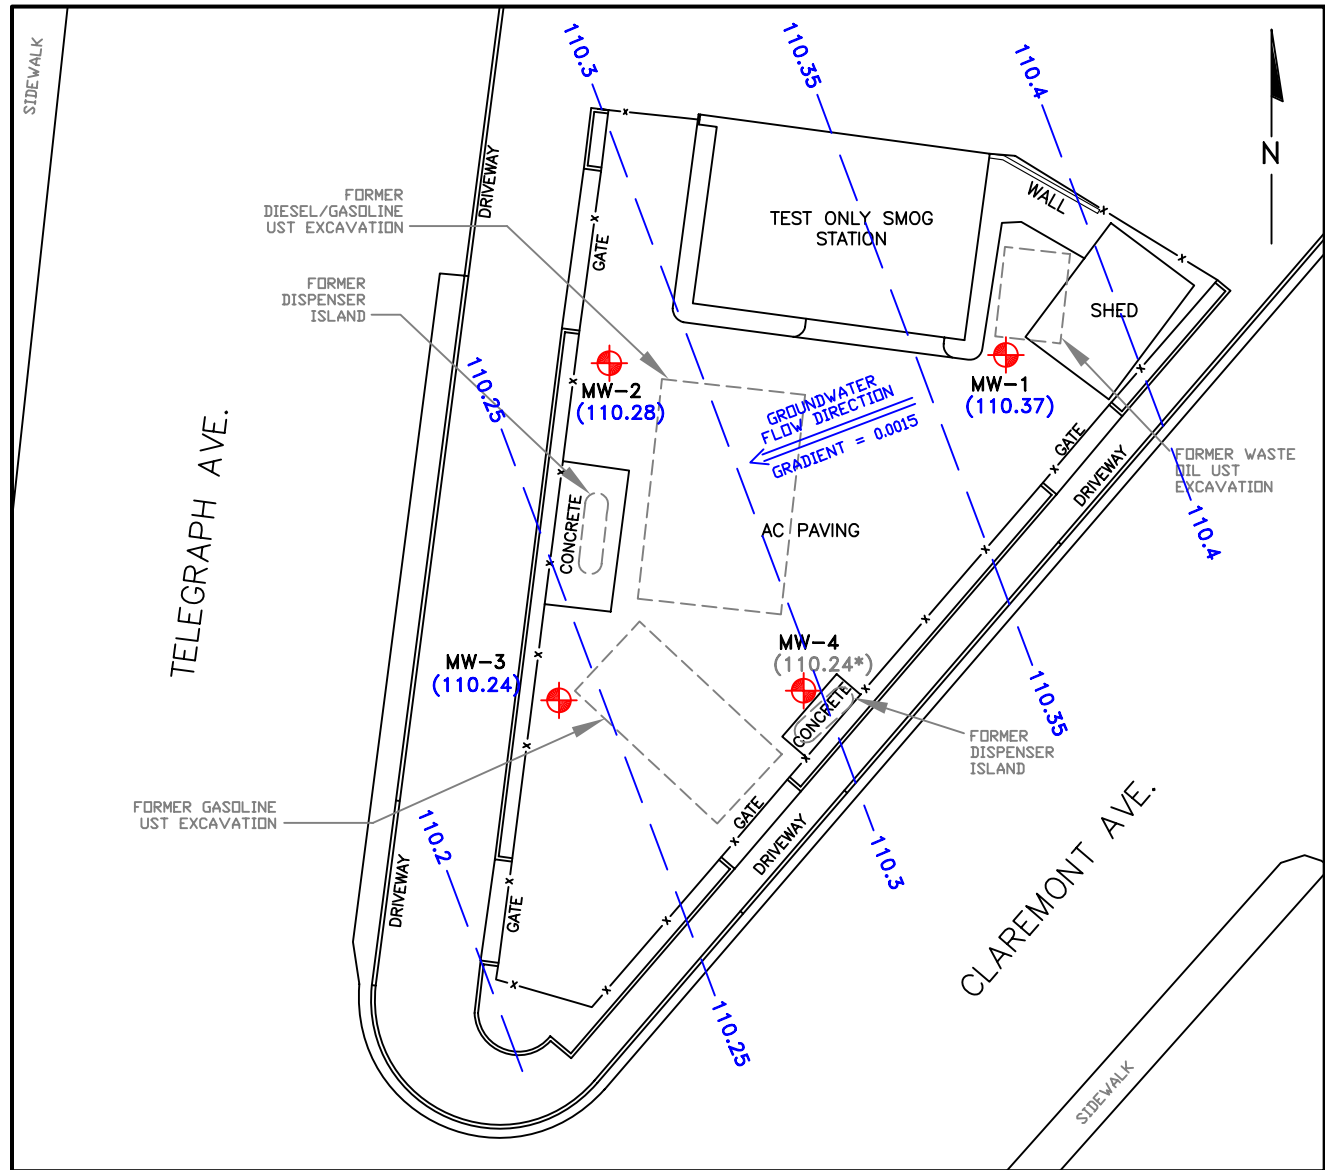 SIDEWALK
110.3
110.35
110.4
N
DRIVEWAY
WALL
FORMER
DIESEL/GASOLINE
UST EXCAVATION
GATE
TEST ONLY SMOG
STATION
FORMER
DISPENSER
ISLAND
SHED
110.25
MW-2
(110.28)
GROUNDWATER
FLOW DIRECTION
GRADIENT = 0.0015
MW-1
(110.37)
TELEGRAPH AVE.
GATE
DRIVEWAY
FORMER WASTE
OIL UST
EXCAVATION
CONCRETE
AC PAVING
110.4
MW-3
(110.24)
MW-4
(110.24*)
CONCRETE
110.35
FORMER
DISPENSER
ISLAND
FORMER GASOLINE
UST EXCAVATION
110.2
GATE
DRIVEWAY
110.3
CLAREMONT AVE.
DRIVEWAY
GATE
110.25
SIDEWALK